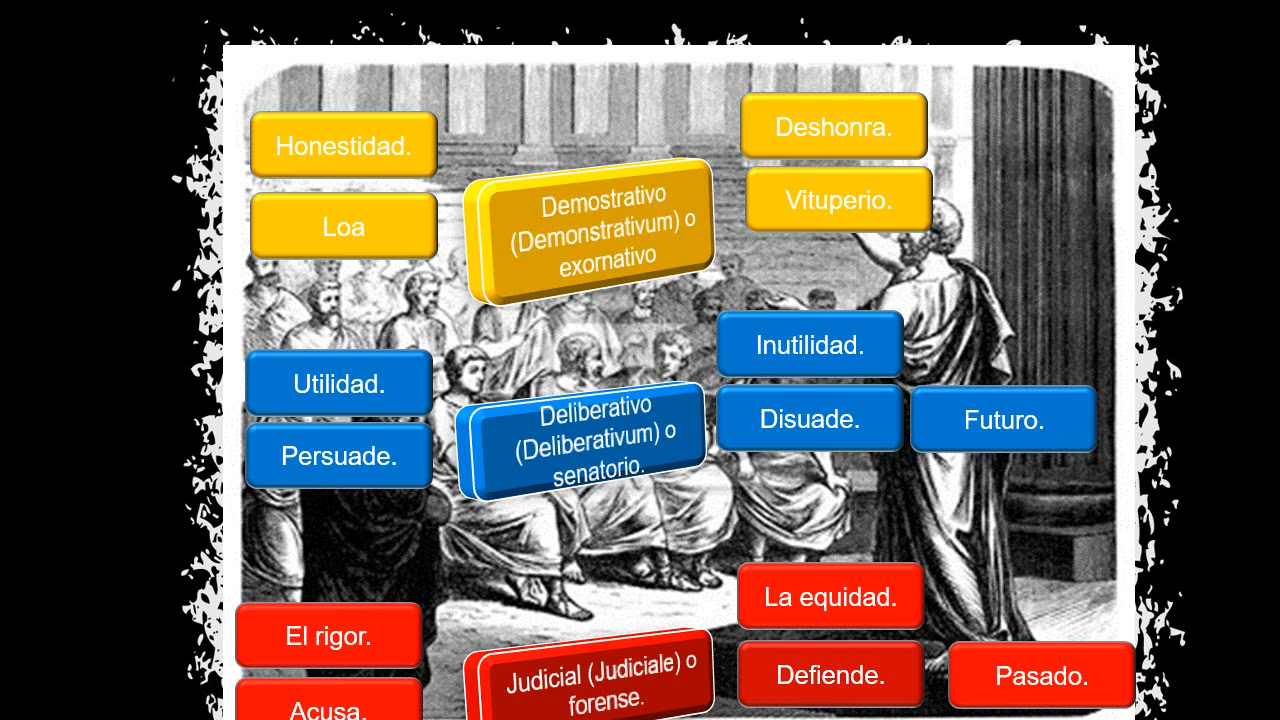 Honestidad.
Loa
Demostrativo
(Demonstrativum) o
exornativo
Deshonra.
Vituperio.
Utilidad.
Persuade.
Deliberativo
(Deliberativum) o
senatorio.
Inutilidad.
Disuade.
Futuro.
El rigor.
Acusa.
Judicial (Judiciale) o
forense.
La equidad.
Defiende.
Pasado.